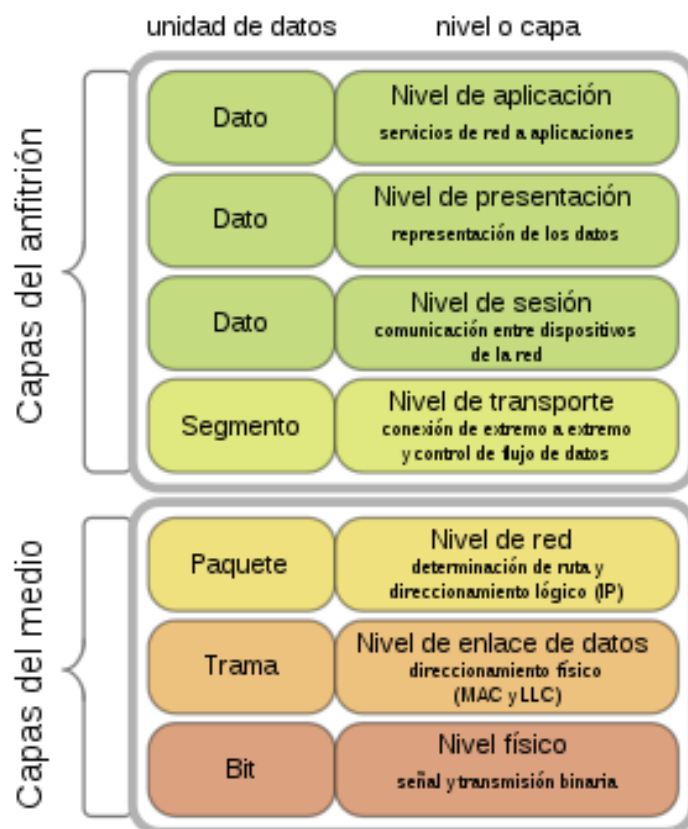 unidad de datos
nivel o capa
Capas del anfitrión
Dato
Nivel de aplicación
servicios de red a aplicaciones
Dato
Nivel de presentación
representación de los datos
Dato
Nivel de sesión
comunicación entre dispositivos
de la red
Segmento
Nivel de transporte
conexión de extremo a extremo
y control de flujo de datos
Capas del medio
Paquete
Nivel de red
determinación de ruta y
direccionamiento lógico (IP)
Trama
Nivel de enlace de datos
direccionamiento físico
(MAC y LLC)
Bit
Nivel físico
señal y transmisión binaria